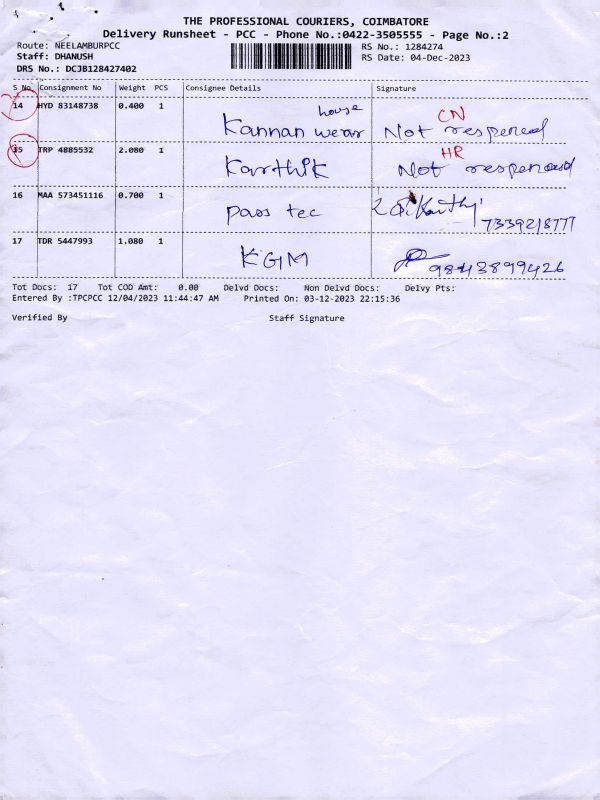 THE PROFESSIONAL COURIERS, COIMBATORE
Delivery Runsheet - PCC - Phone No.:0422-3505555 - Page No.:2
Route: NEELAMBURPCC RS No.: 1284274
Staff: DHANUSH RS Date: 04-Dec-2023
DRS No.: DCJB128427402
S No Consignment No Weight PCS Consignee Details Signature
14 HYD 83148738 0.400 1 Kannan house wear Not respenced CN
15 TRP 4885532 2.080 1 Karthik Not respenced HR
16 MAA 573451116 0.700 1 pass tec Karthi 7339218777
17 TDR 5447993 1.080 1 KGM 9843899426
Tot Docs: 17 Tot COD Amt: 0.00 Delvd Docs: Non Delvd Docs: Delvy Pts:
Entered By :TPCPCC 12/04/2023 11:44:47 AM Printed On: 03-12-2023 22:15:36
Verified By Staff Signature